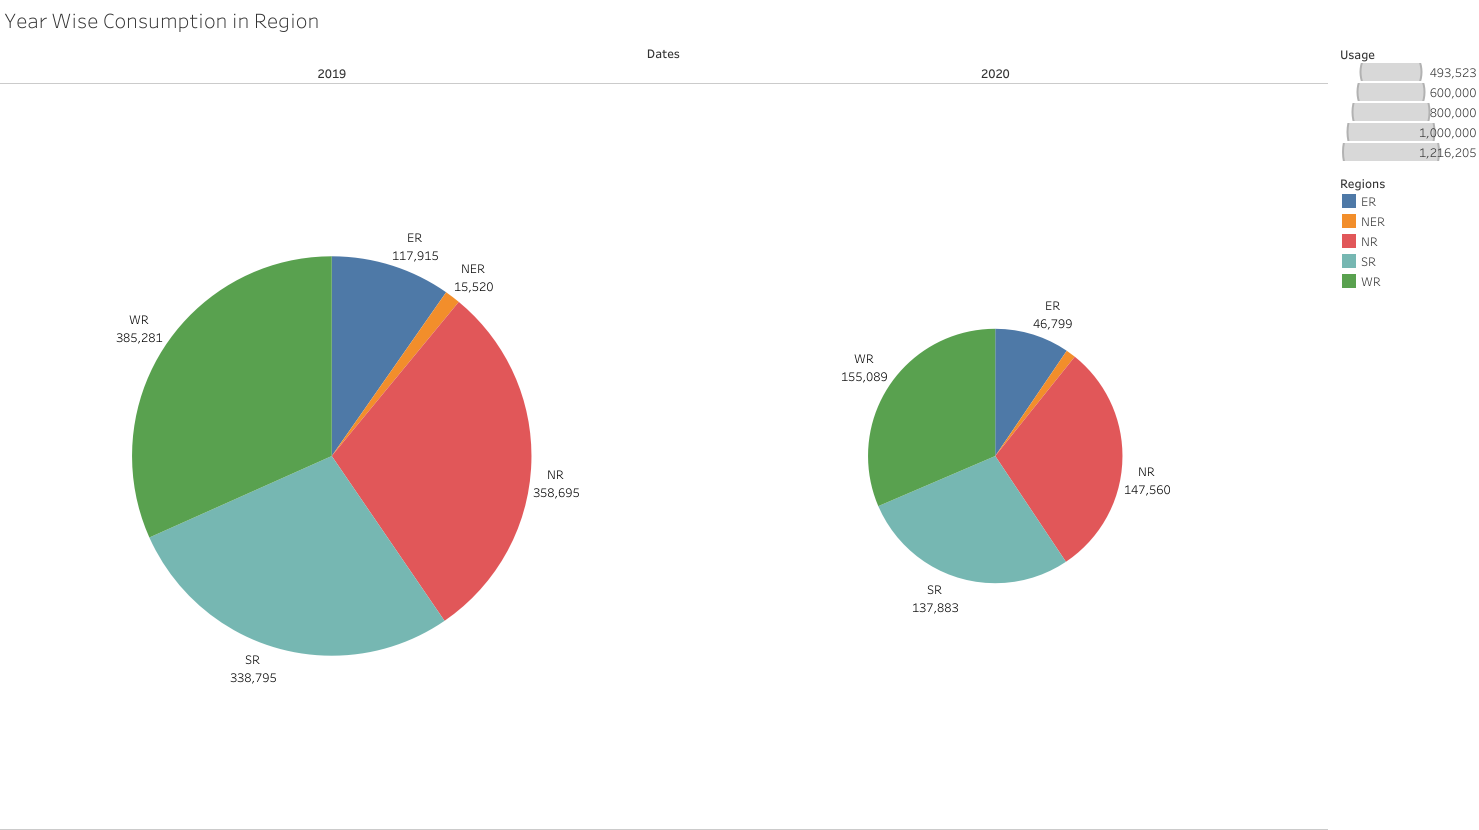 Year Wise Consumption in Region
Dates
2019
2020
ER
117,915
NER
15,520
WR
385,281
NR
358,695
SR
338,795
ER
46,799
WR
155,089
NR
147,560
SR
137,883
Usage
493,523
600,000
800,000
1,000,000
1,216,205
Regions
ER
NER
NR
SR
WR